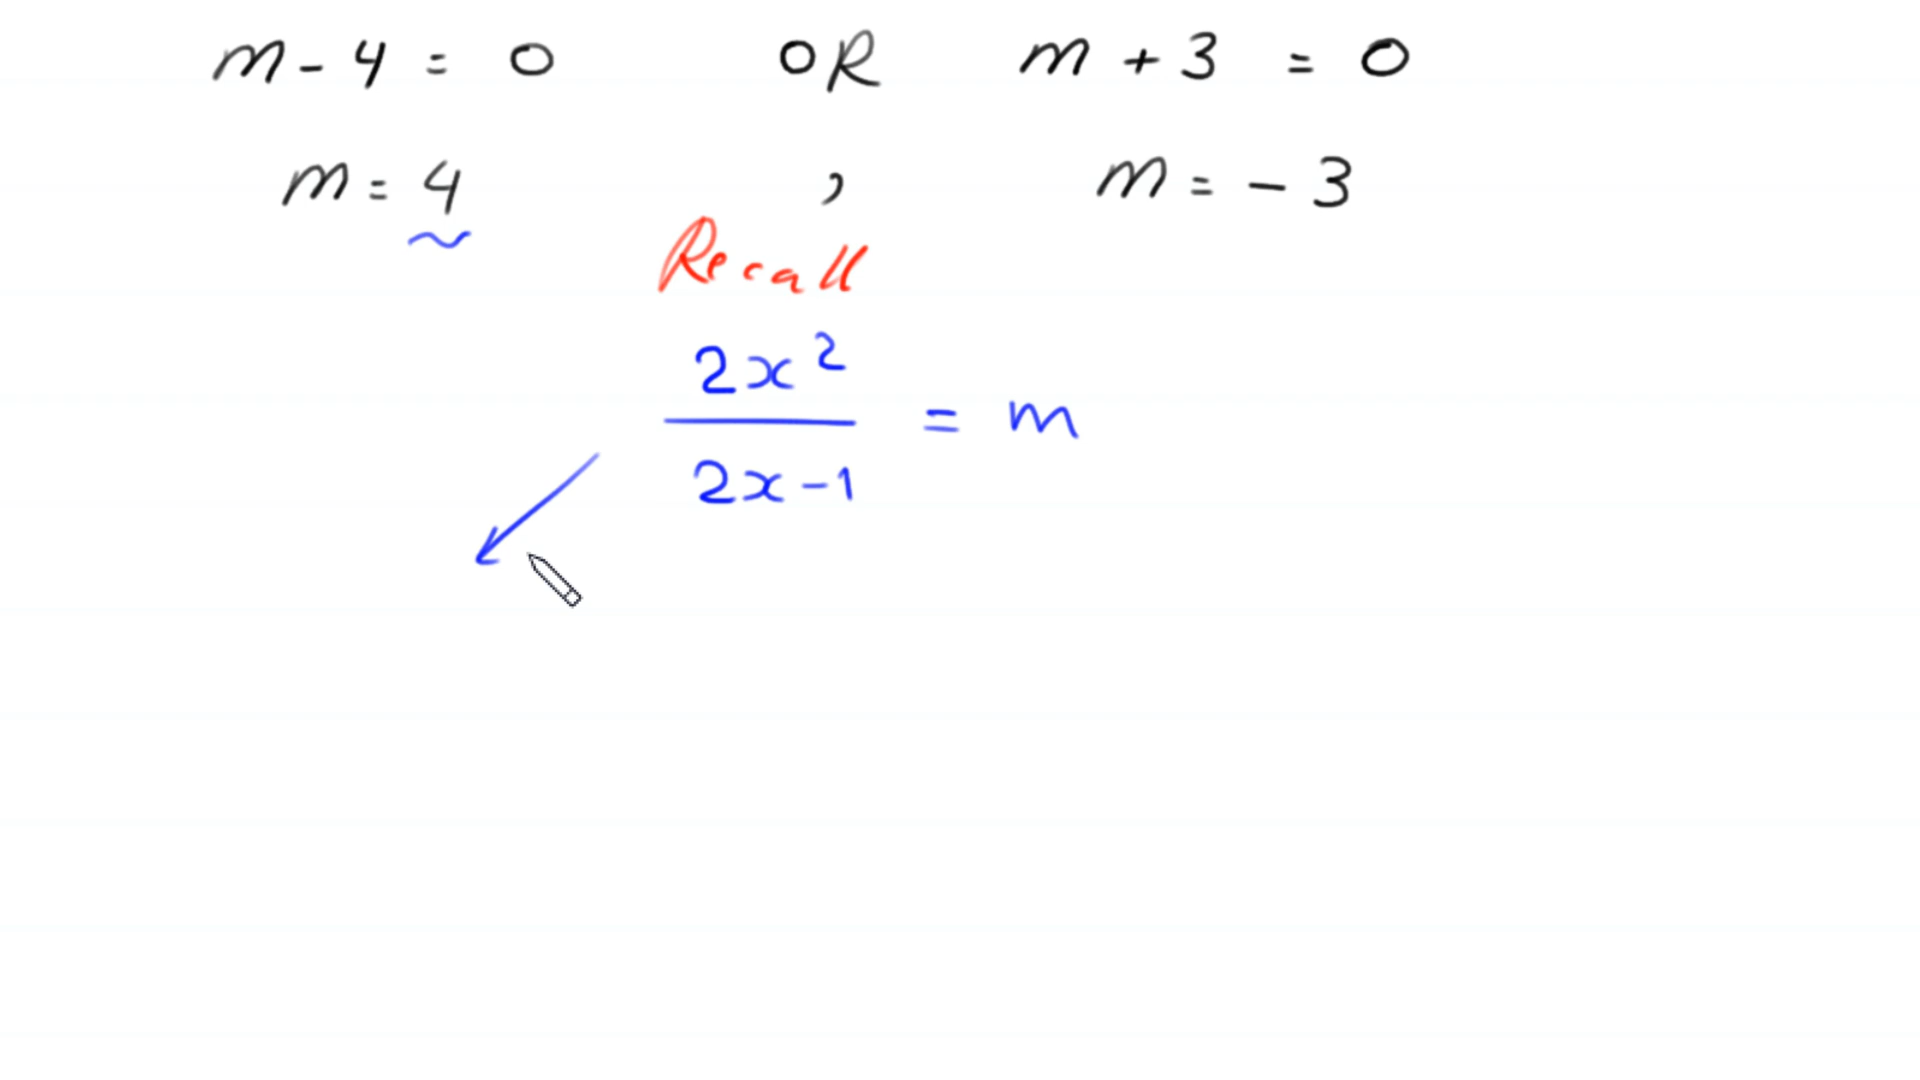 m - 4 = 0 OR m + 3 = 0
m = 4 , m = - 3
Recall
2x²
= m
2x - 1